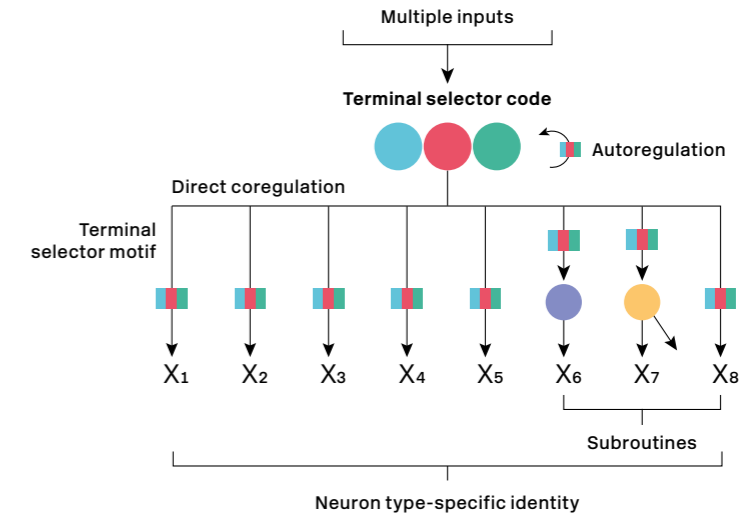 Multiple inputs
Terminal selector code
Autoregulation
Direct coregulation
Terminal
selector motif
X1 X2 X3 X4 X5 X6 X7 X8
Subroutines
Neuron type-specific identity